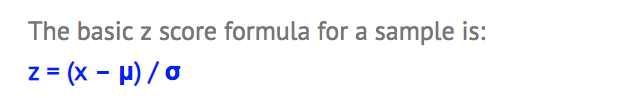 The basic z score formula for a sample is:
z = (x – μ) / σ